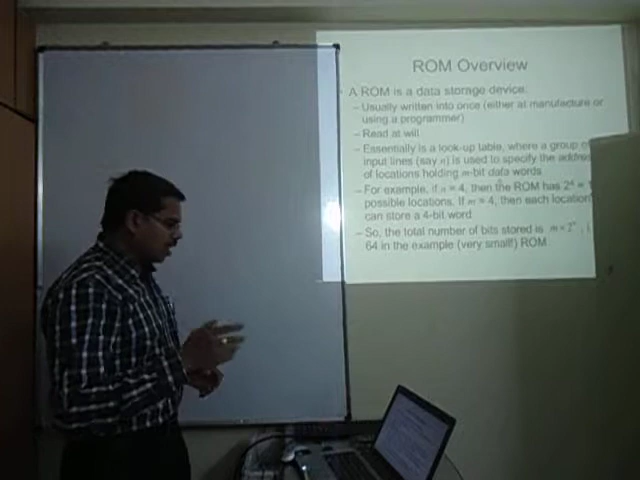 ROM Overview
A ROM is a data storage device.
– Usually written into once (either at manufacture or
using a programmer)
– Read at will
– Essentially is a look-up table, where a group of
input lines (say n) is used to specify the address
of locations holding m-bit data words
– For example, if n = 4, then the ROM has 2⁴ =
possible locations. If m = 4, then each location
can store a 4-bit word
– So, the total number of bits stored is m × 2ⁿ, i
64 in the example (very small!) ROM